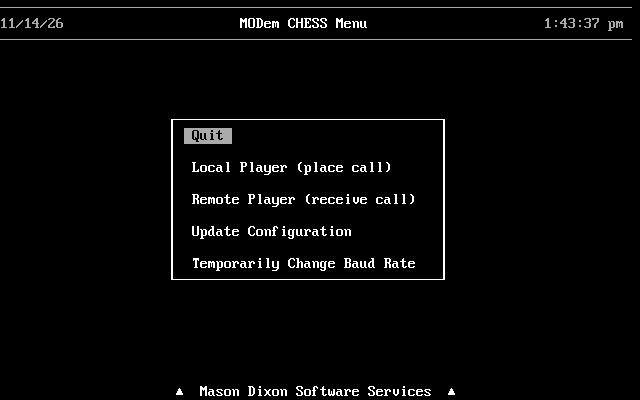 11/14/26 MODem CHESS Menu 1:43:37 pm
Quit
Local Player (place call)
Remote Player (receive call)
Update Configuration
Temporarily Change Baud Rate
▲ Mason Dixon Software Services ▲